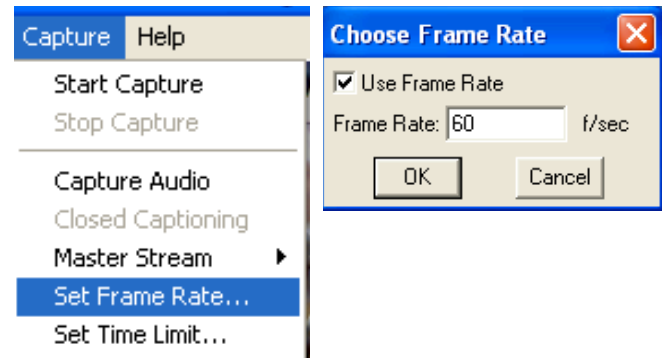 Capture Help
Start Capture
Stop Capture
Capture Audio
Closed Captioning
Master Stream
Set Frame Rate...
Set Time Limit...
Choose Frame Rate
Use Frame Rate
Frame Rate: 60 f/sec
OK Cancel